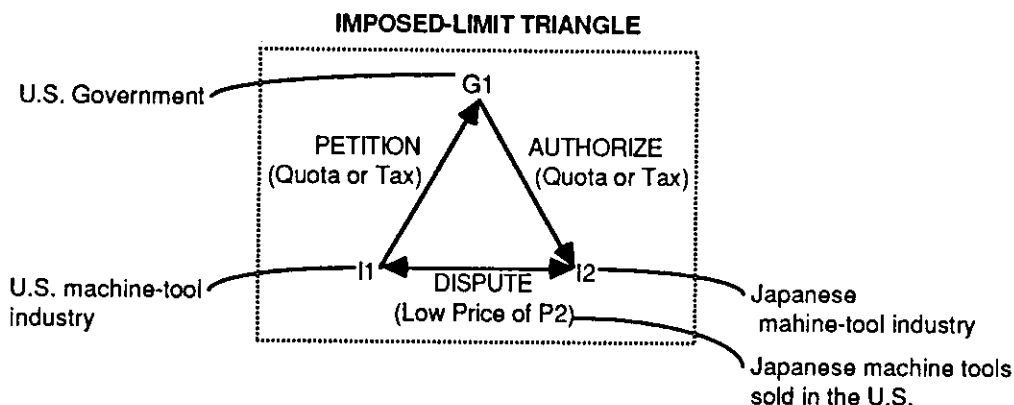 IMPOSED-LIMIT TRIANGLE
U.S. Government
G1
PETITION
(Quota or Tax)
AUTHORIZE
(Quota or Tax)
I1
I2
DISPUTE
(Low Price of P2)
U.S. machine-tool
industry
Japanese
mahine-tool industry
Japanese machine tools
sold in the U.S.